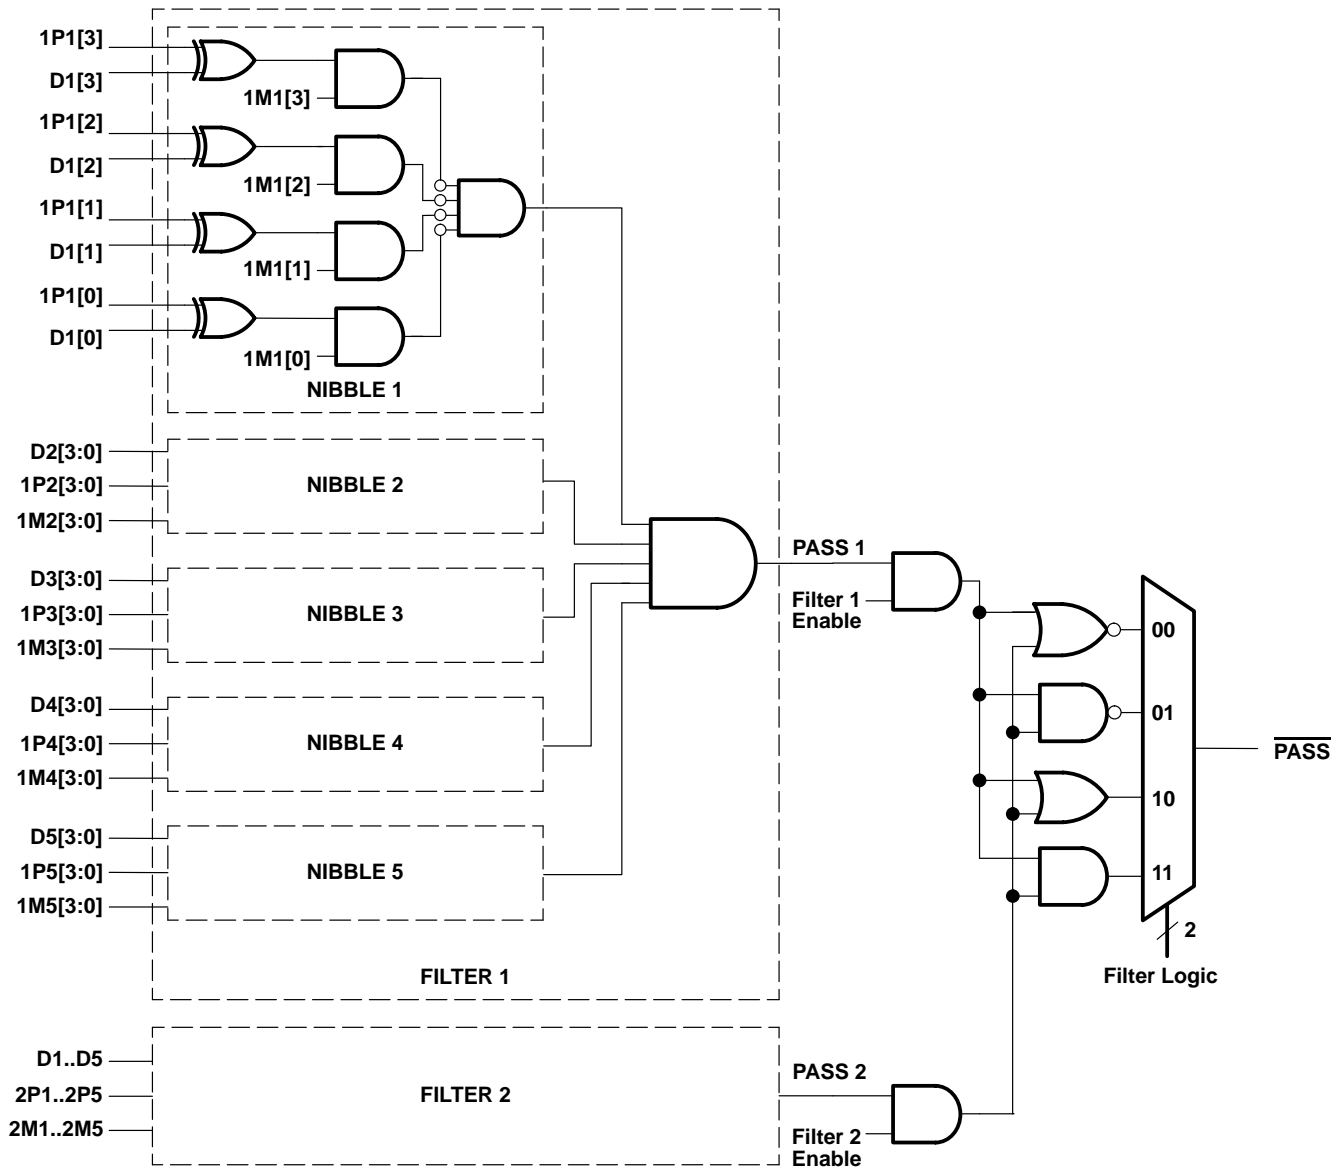 1P1[3]
D1[3]
1M1[3]
1P1[2]
D1[2]
1M1[2]
1P1[1]
D1[1]
1M1[1]
1P1[0]
D1[0]
1M1[0]
NIBBLE 1
D2[3:0]
1P2[3:0]
1M2[3:0]
NIBBLE 2
D3[3:0]
1P3[3:0]
1M3[3:0]
NIBBLE 3
D4[3:0]
1P4[3:0]
1M4[3:0]
NIBBLE 4
D5[3:0]
1P5[3:0]
1M5[3:0]
NIBBLE 5
FILTER 1
PASS 1
Filter 1
Enable
00
01
10
11
PASS
2
Filter Logic
D1..D5
2P1..2P5
2M1..2M5
FILTER 2
PASS 2
Filter 2
Enable